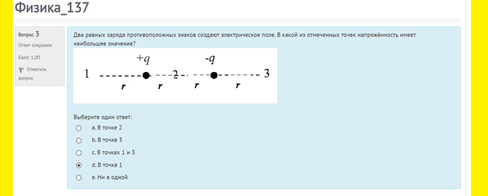 Физика_137
Вопрос 3
Ответ сохранен
Балл: 1,00
Отметить
вопрос
Два равных заряда противоположных знаков создают электрическое поле. В какой из отмеченных точек напряжённость имеет
наибольшее значение?
+q -q
1 2 3
r r r r
Выберите один ответ:
a. В точке 2
b. В точке 3
c. В точках 1 и 3
d. В точке 1
e. Ни в одной